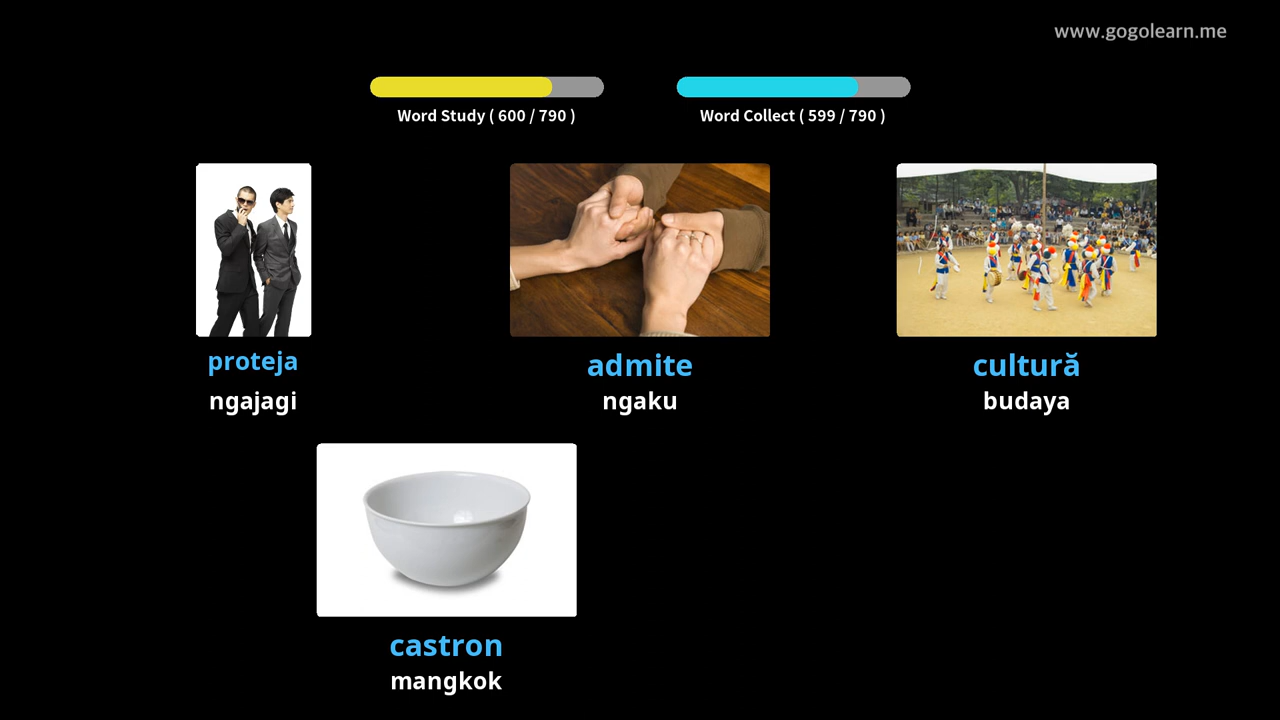 www.gogolearn.me
Word Study ( 600 / 790 )
Word Collect ( 599 / 790 )
proteja
ngajagi
admite
ngaku
cultură
budaya
castron
mangkok